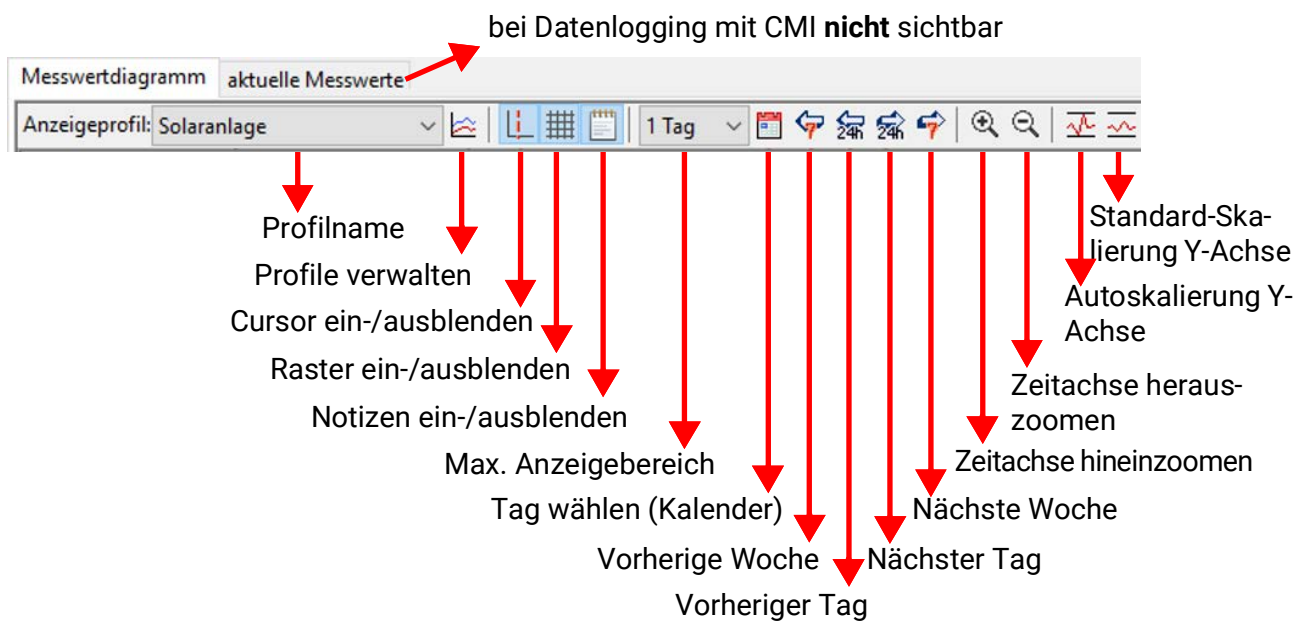 bei Datenlogging mit CMI nicht sichtbar
Messwertdiagramm aktuelle Messwerte
Anzeigeprofil: Solaranlage 1 Tag 7 24h 24h 7
Profilname
Profile verwalten
Cursor ein-/ausblenden
Raster ein-/ausblenden
Notizen ein-/ausblenden
Max. Anzeigebereich
Tag wählen (Kalender)
Vorherige Woche
Vorheriger Tag
Nächster Tag
Nächste Woche
Zeitachse hineinzoomen
Zeitachse heraus-
zoomen
Autoskalierung Y-
Achse
Standard-Ska-
lierung Y-Achse